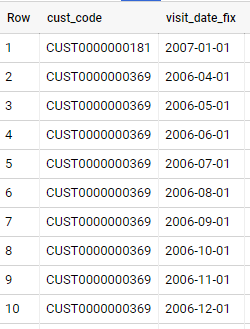 Row cust_code visit_date_fix
1 CUST0000000181 2007-01-01
2 CUST0000000369 2006-04-01
3 CUST0000000369 2006-05-01
4 CUST0000000369 2006-06-01
5 CUST0000000369 2006-07-01
6 CUST0000000369 2006-08-01
7 CUST0000000369 2006-09-01
8 CUST0000000369 2006-10-01
9 CUST0000000369 2006-11-01
10 CUST0000000369 2006-12-01